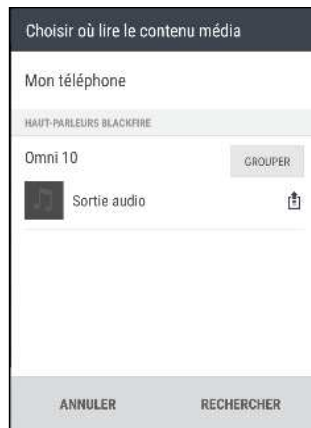 Choisir où lire le contenu média
Mon téléphone
HAUT-PARLEURS BLACKFIRE
Omni 10
GROUPER
Sortie audio
ANNULER
RECHERCHER